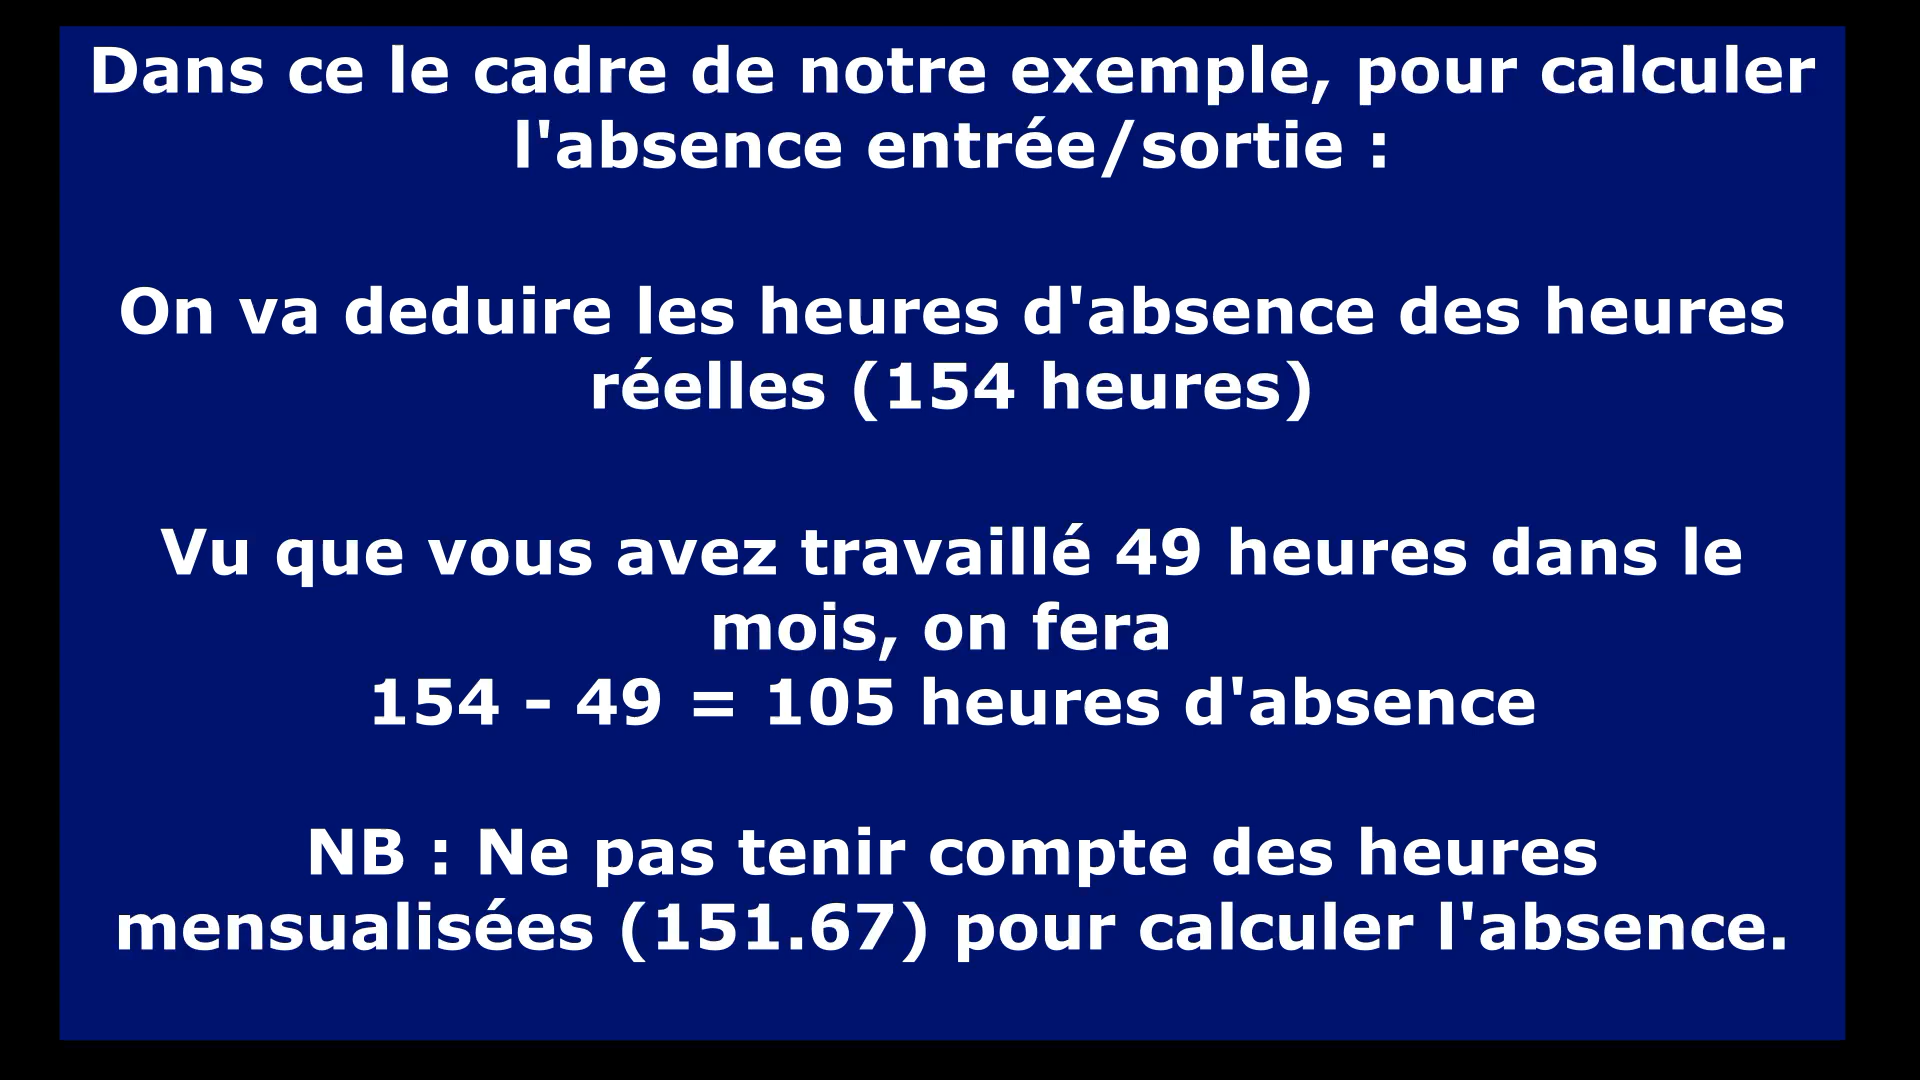 Dans ce le cadre de notre exemple, pour calculer
l'absence entrée/sortie :
On va deduire les heures d'absence des heures
réelles (154 heures)
Vu que vous avez travaillé 49 heures dans le
mois, on fera
154 - 49 = 105 heures d'absence
NB : Ne pas tenir compte des heures
mensualisées (151.67) pour calculer l'absence.